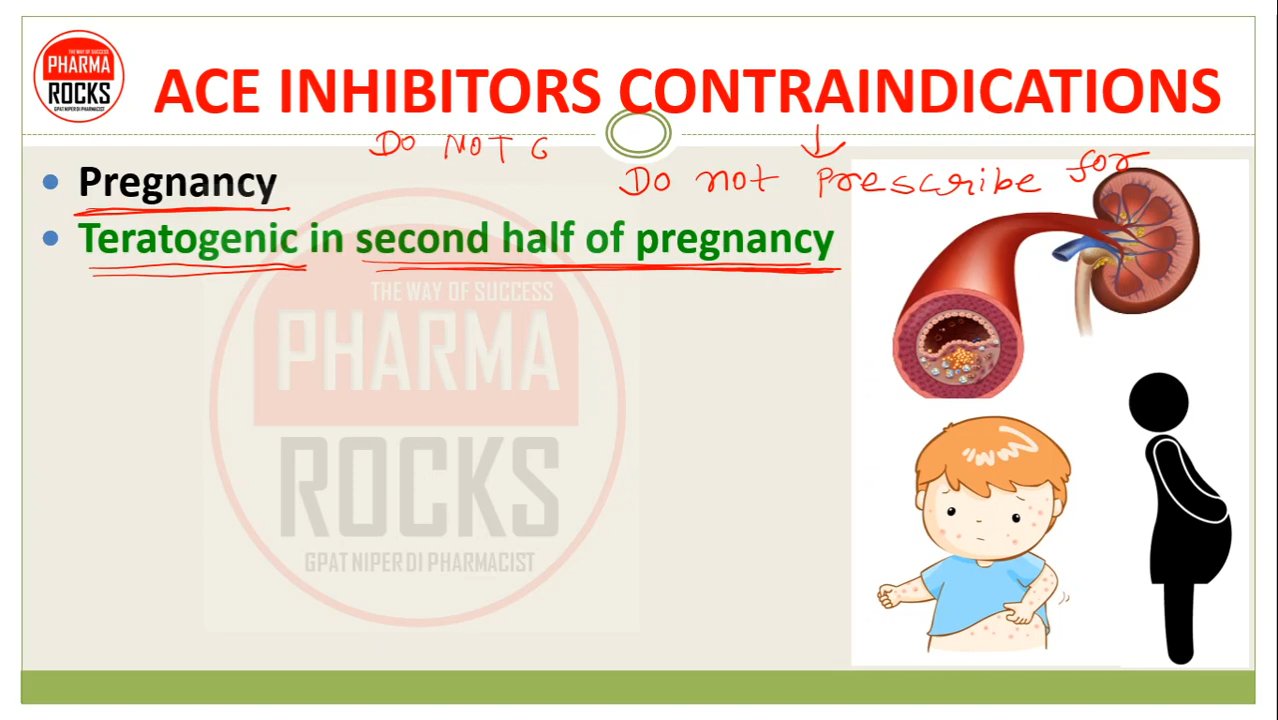 THE WAY OF SUCCESS
PHARMA
ROCKS
GPAT NIPER DI PHARMACIST
ACE INHIBITORS CONTRAINDICATIONS
DO NOT G
Do not Prescribe for
• Pregnancy
• Teratogenic in second half of pregnancy
THE WAY OF SUCCESS
PHARMA
ROCKS
GPAT NIPER DI PHARMACIST